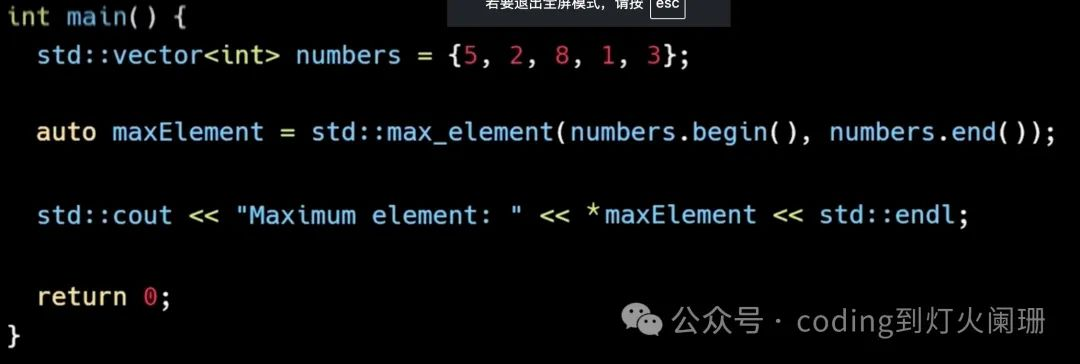 若要退出全屏模式，请按 esc
int main() {
  std::vector<int> numbers = {5, 2, 8, 1, 3};
  auto maxElement = std::max_element(numbers.begin(), numbers.end());
  std::cout << "Maximum element: " << *maxElement << std::endl;
  return 0;
}
公众号 · coding到灯火阑珊